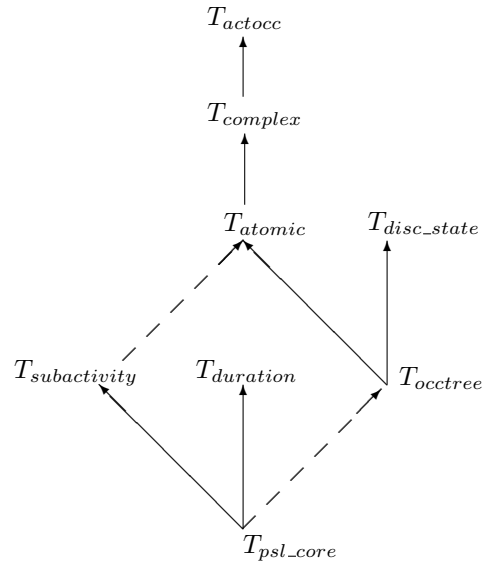 T_actocc
T_complex
T_atomic T_disc_state
T_subactivity T_duration T_occtree
T_psl_core